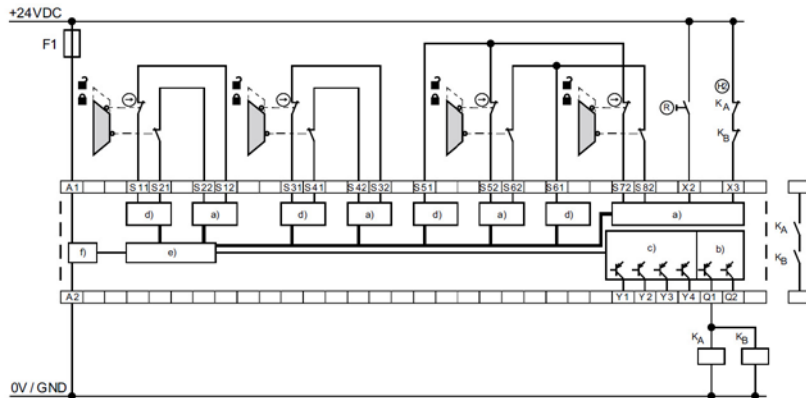 +24VDC
F1
H2
R
KA
KB
A1 S11 S21 S22 S12 S31 S41 S42 S32 S51 S52 S62 S61 S72 S82 X2 X3
d) a) d) a) d) a) d) a)
KA
f) e) c) b)
KB
A2 Y1 Y2 Y3 Y4 Q1 Q2
KA KB
0V / GND